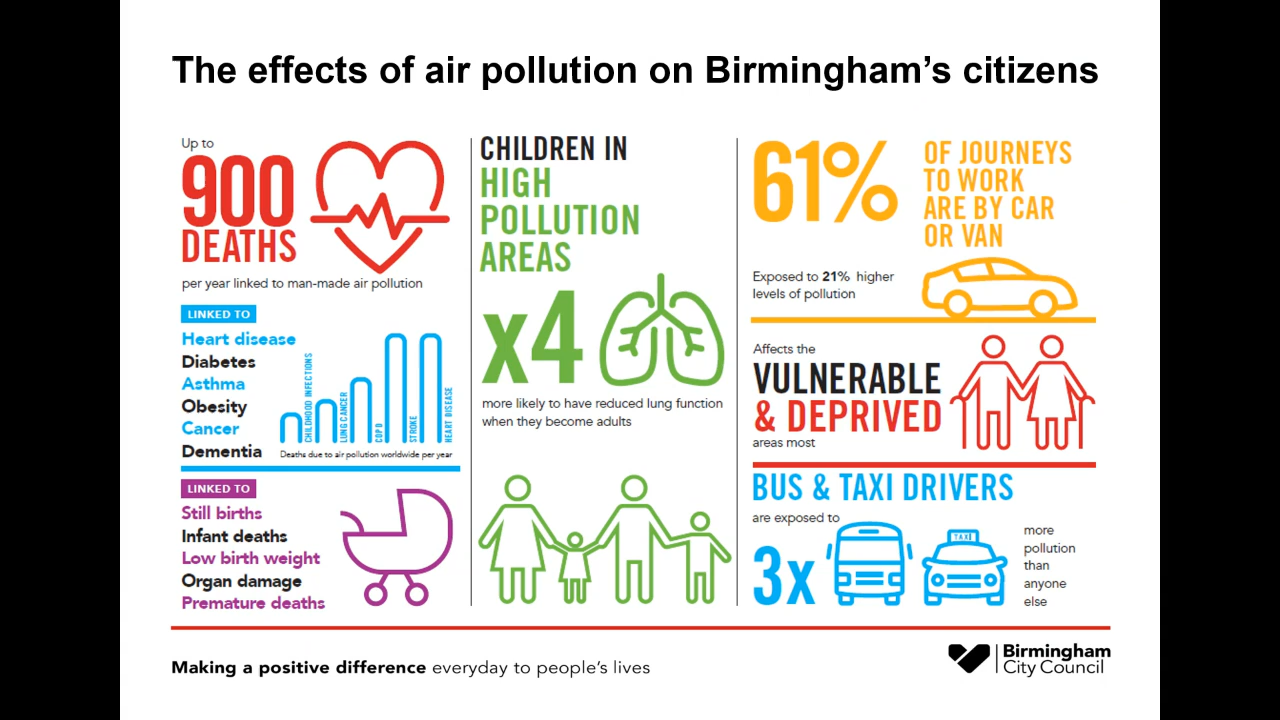 The effects of air pollution on Birmingham's citizens
Up to
900
DEATHS
per year linked to man-made air pollution
LINKED TO
Heart disease
Diabetes
Asthma
Obesity
Cancer
Dementia
CHILDHOOD INFECTIONS
LUNG CANCER
COPD
STROKE
HEART DISEASE
Deaths due to air pollution worldwide per year
LINKED TO
Still births
Infant deaths
Low birth weight
Organ damage
Premature deaths
CHILDREN IN
HIGH
POLLUTION
AREAS
x4
more likely to have reduced lung function
when they become adults
61%
OF JOURNEYS
TO WORK
ARE BY CAR
OR VAN
Exposed to 21% higher
levels of pollution
Affects the
VULNERABLE
& DEPRIVED
areas most
BUS & TAXI DRIVERS
are exposed to
3x
TAXI
more
pollution
than
anyone
else
Making a positive difference everyday to people's lives
Birmingham
City Council